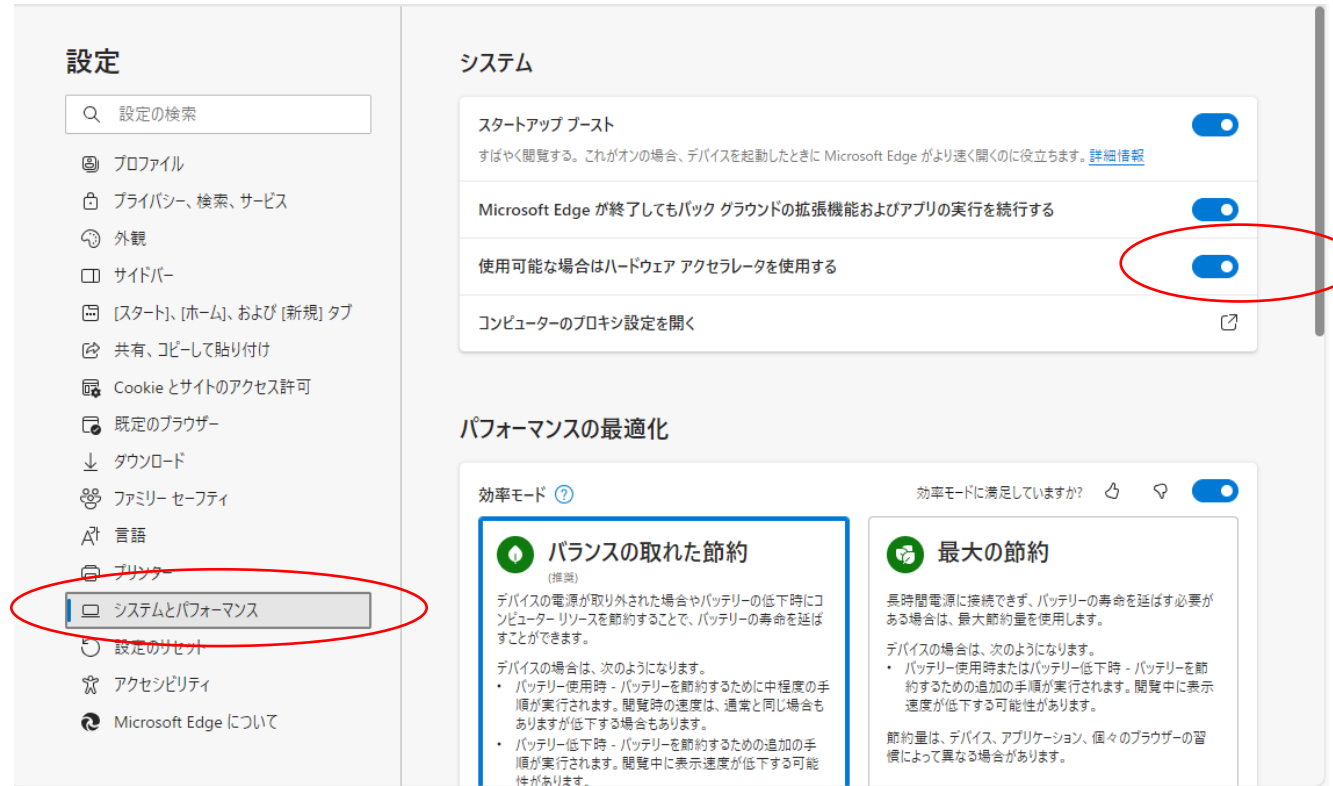 設定
設定の検索
プロファイル
プライバシー、検索、サービス
外観
サイドバー
[スタート]、[ホーム]、および [新規] タブ
共有、コピーして貼り付け
Cookie とサイトのアクセス許可
既定のブラウザー
ダウンロード
ファミリー セーフティ
言語
プリンター
システムとパフォーマンス
設定のリセット
アクセシビリティ
Microsoft Edge について
システム
スタートアップ ブースト
すばやく閲覧する。これがオンの場合、デバイスを起動したときに Microsoft Edge がより速く開くのに役立ちます。詳細情報
Microsoft Edge が終了してもバック グラウンドの拡張機能およびアプリの実行を続行する
使用可能な場合はハードウェア アクセラレータを使用する
コンピューターのプロキシ設定を開く
パフォーマンスの最適化
効率モード
効率モードに満足していますか?
バランスの取れた節約
(推奨)
デバイスの電源が取り外された場合やバッテリーの低下時にコ
ンピューター リソースを節約することで、バッテリーの寿命を延ば
すことができます。
デバイスの場合は、次のようになります。
• バッテリー使用時 - バッテリーを節約するために中程度の手
順が実行されます。閲覧時の速度は、通常と同じ場合も
ありますが低下する場合もあります。
• バッテリー低下時 - バッテリーを節約するための追加の手
順が実行されます。閲覧中に表示速度が低下する可能
性があります。
最大の節約
長時間電源に接続できず、バッテリーの寿命を延ばす必要が
ある場合は、最大節約量を使用します。
デバイスの場合は、次のようになります。
• バッテリー使用時またはバッテリー低下時 - バッテリーを節
約するための追加の手順が実行されます。閲覧中に表示
速度が低下する可能性があります。
節約量は、デバイス、アプリケーション、個々のブラウザーの習
慣によって異なる場合があります。